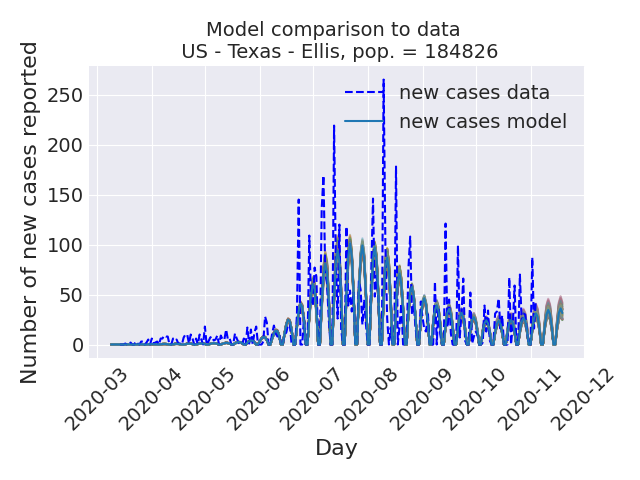 Model comparison to data
US - Texas - Ellis, pop. = 184826
Number of new cases reported
250
200
150
100
50
0
new cases data
new cases model
2020-03
2020-04
2020-05
2020-06
2020-07
2020-08
2020-09
2020-10
2020-11
2020-12
Day